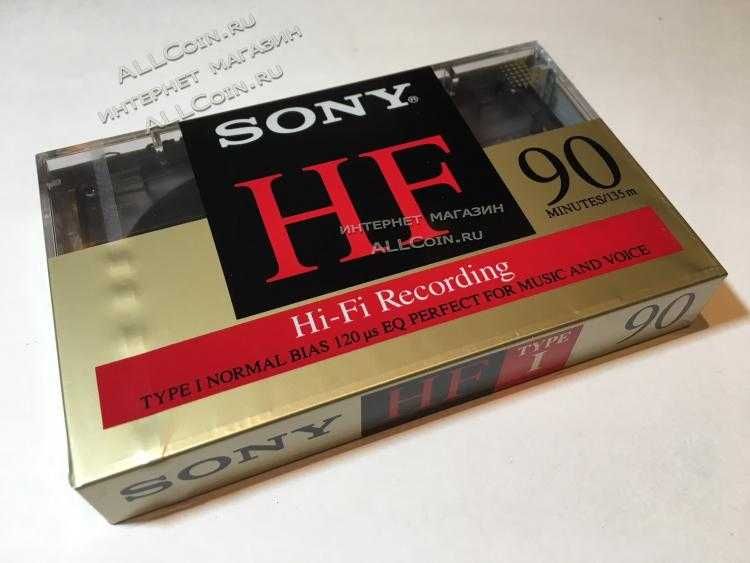 ALLCoin.ru
интернет магазин
ALLCoin.ru
SONY®
HF
90
MINUTES/135m
интернет магазин
ALLCoin.ru
Hi-Fi Recording
TYPE I NORMAL BIAS 120 µs EQ PERFECT FOR MUSIC AND VOICE
SONY
HF
TYPE
I
90